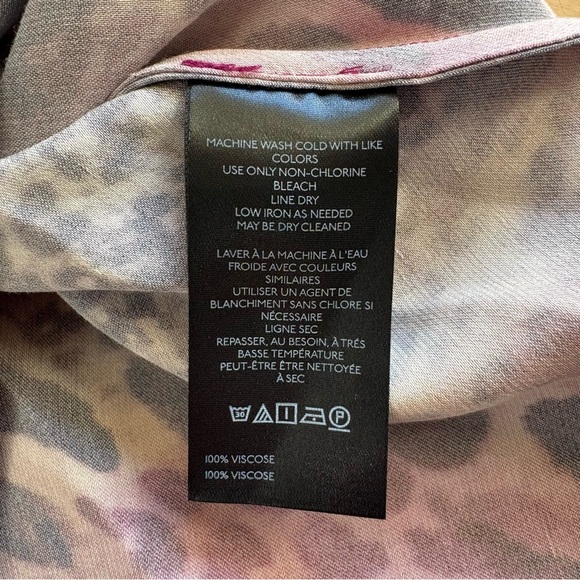 MACHINE WASH COLD WITH LIKE
COLORS
USE ONLY NON-CHLORINE
BLEACH
LINE DRY
LOW IRON AS NEEDED
MAY BE DRY CLEANED
LAVER À LA MACHINE À L'EAU
FROIDE AVEC COULEURS
SIMILAIRES
UTILISER UN AGENT DE
BLANCHIMENT SANS CHLORE SI
NÉCESSAIRE
LIGNE SEC
REPASSER, AU BESOIN, À TRÉS
BASSE TEMPÉRATURE
PEUT-ÊTRE ÊTRE NETTOYÉE
À SEC
30 P
100% VISCOSE
100% VISCOSE